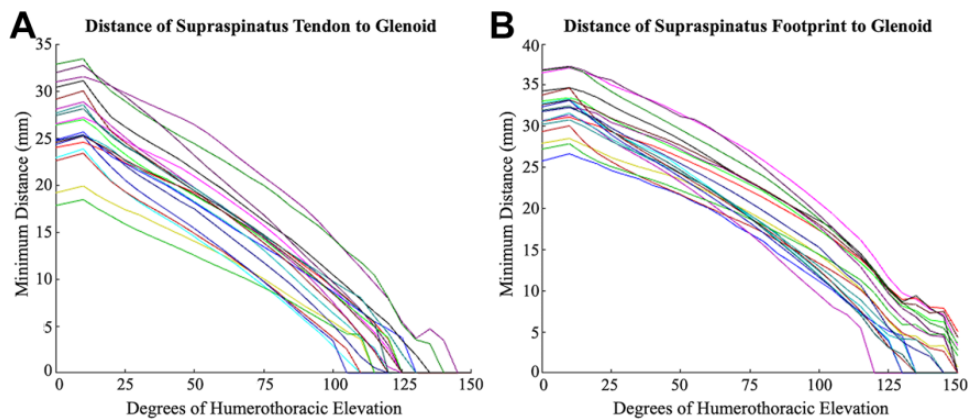 A
Distance of Supraspinatus Tendon to Glenoid
35
30
25
20
15
10
5
0
Minimum Distance (mm)
0 25 50 75 100 125 150
Degrees of Humerothoracic Elevation
B
Distance of Supraspinatus Footprint to Glenoid
40
35
30
25
20
15
10
5
0
Minimum Distance (mm)
0 25 50 75 100 125 150
Degrees of Humerothoracic Elevation